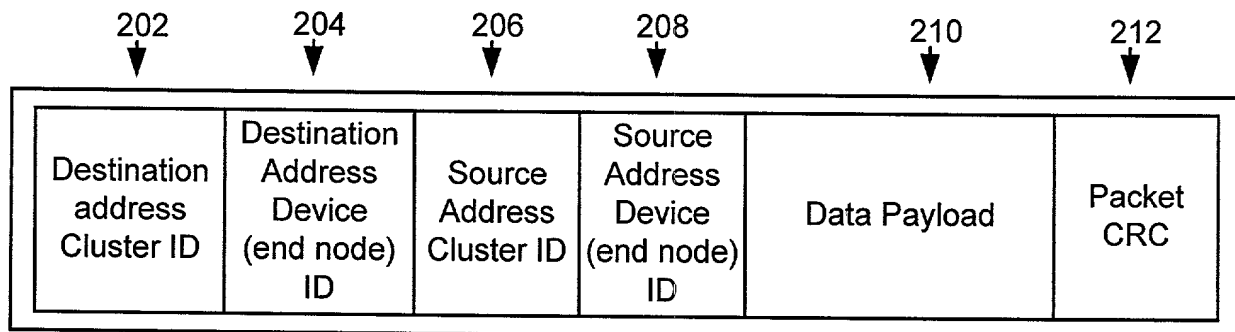 202 204 206 208 210 212
Destination
address
Cluster ID
Destination
Address
Device
(end node)
ID
Source
Address
Cluster ID
Source
Address
Device
(end node)
ID
Data Payload
Packet
CRC